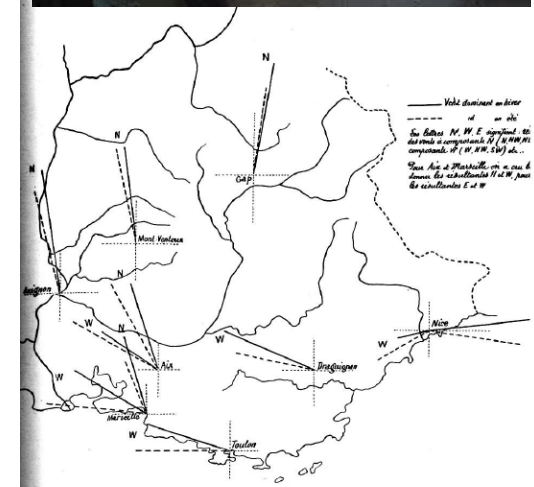 N
Vent dominant en hiver
id en été
Les lettres N, W, E signifient
des vents à composante N (N, NW, NE
composante W (W, NW, SW) etc..
Pour Aix et Marseille on a cru
donner les résultantes N et W, pour
les résultantes E et W
N
N
Gap
Mont Ventoux
N
Avignon
W
N
Aix
W
Nice
W
W
Draguignan
Marseille
W
Toulon